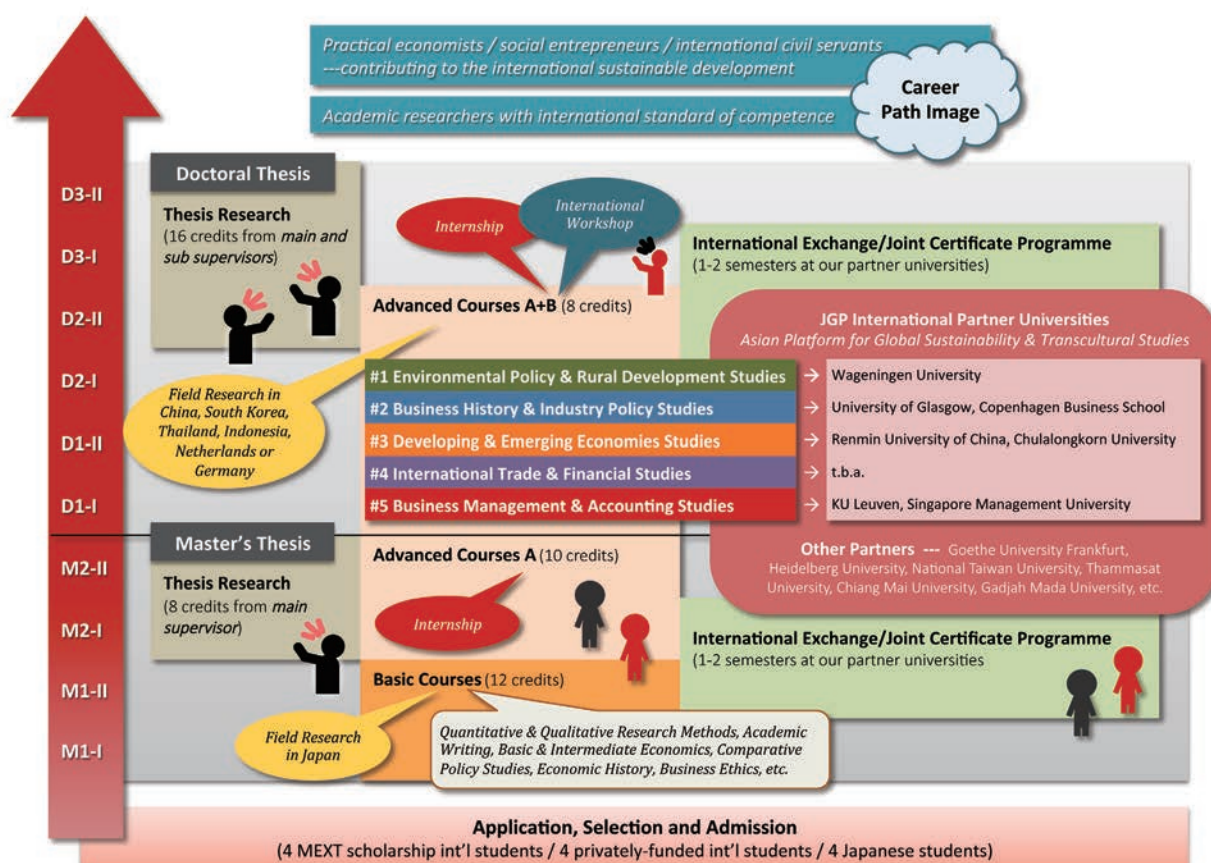 Practical economists / social entrepreneurs / international civil servants
---contributing to the international sustainable development
Academic researchers with international standard of competence
Career
Path Image
D3-II
D3-I
D2-II
D2-I
D1-II
D1-I
M2-II
M2-I
M1-II
M1-I
Doctoral Thesis
Thesis Research
(16 credits from main and
sub supervisors)
Internship
International
Workshop
International Exchange/Joint Certificate Programme
(1-2 semesters at our partner universities)
Advanced Courses A+B (8 credits)
Field Research in
China, South Korea,
Thailand, Indonesia,
Netherlands or
Germany
JGP International Partner Universities
Asian Platform for Global Sustainability & Transcultural Studies
#1 Environmental Policy & Rural Development Studies → Wageningen University
#2 Business History & Industry Policy Studies → University of Glasgow, Copenhagen Business School
#3 Developing & Emerging Economies Studies → Renmin University of China, Chulalongkorn University
#4 International Trade & Financial Studies → t.b.a.
#5 Business Management & Accounting Studies → KU Leuven, Singapore Management University
Other Partners --- Goethe University Frankfurt,
Heidelberg University, National Taiwan University, Thammasat
University, Chiang Mai University, Gadjah Mada University, etc.
Master's Thesis
Thesis Research
(8 credits from main
supervisor)
Advanced Courses A (10 credits)
Internship
International Exchange/Joint Certificate Programme
(1-2 semesters at our partner universities
Basic Courses (12 credits)
Field Research
in Japan
Quantitative & Qualitative Research Methods, Academic
Writing, Basic & Intermediate Economics, Comparative
Policy Studies, Economic History, Business Ethics, etc.
Application, Selection and Admission
(4 MEXT scholarship int'l students / 4 privately-funded int'l students / 4 Japanese students)